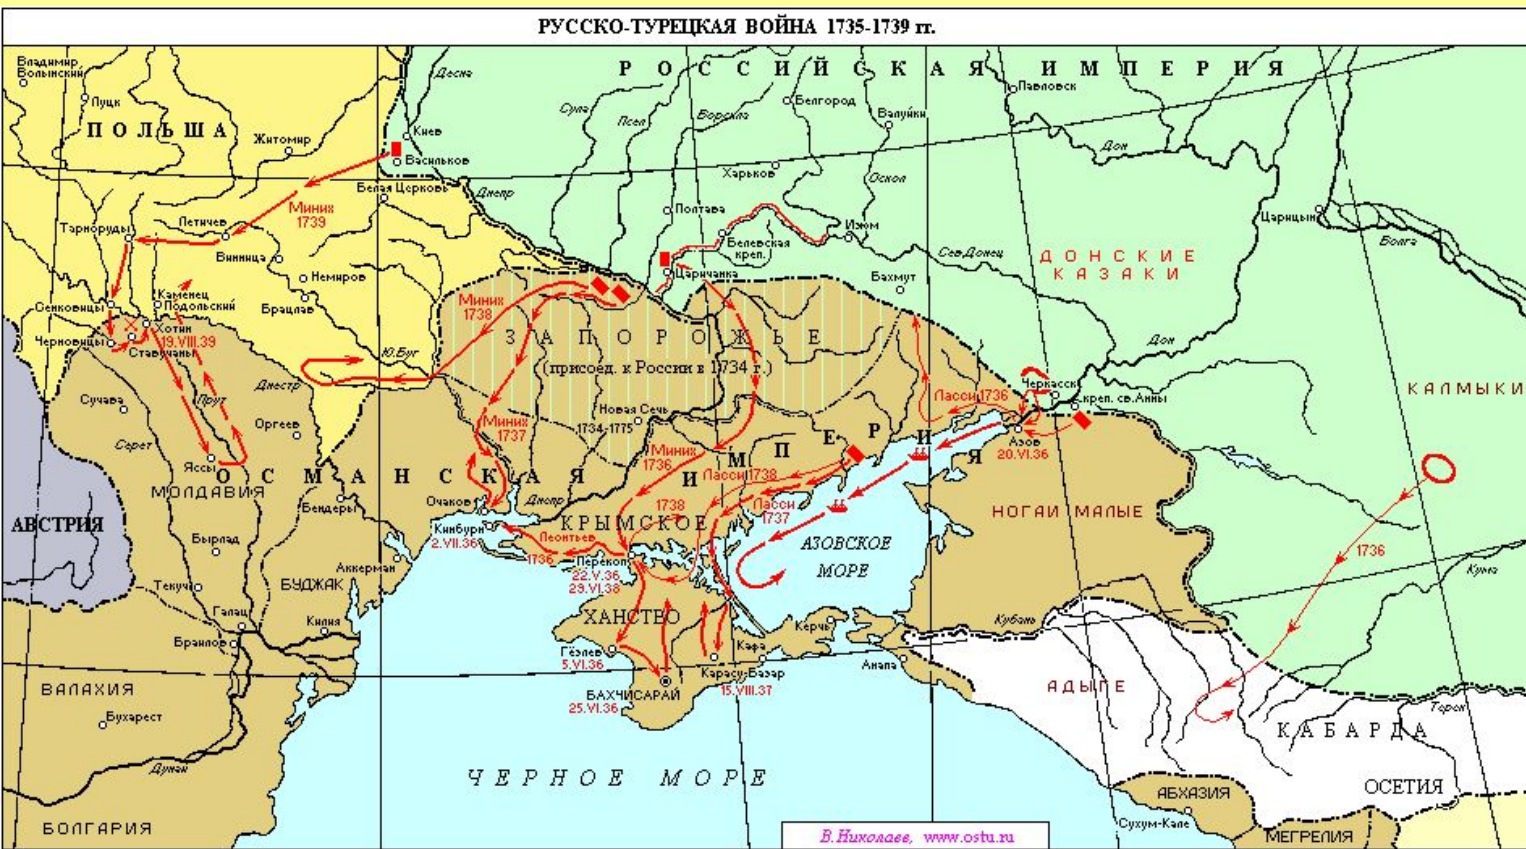 РУССКО-ТУРЕЦКАЯ ВОЙНА 1735-1739 гг.
РОССИЙСКАЯ ИМПЕРИЯ
Владимир
Волынский
Луцк
ПОЛЬША
Житомир
Десна
Киев
Васильков
Белая Церковь
Днепр
Сула
Псел
Ворскла
Белгород
Валуйки
Павловск
Дон
Харьков
Оскол
Полтава
Белевская
креп.
Изюм
Сев.Донец
Царичанка
Бахмут
ДОНСКИЕ
КАЗАКИ
Царицын
Волга
Миних
1739
Тарноруды
Летичев
Винница
Немиров
Брацлав
Сенковицы
Каменец
Подольский
Хотин
19.VIII.39
Черновицы
Ставучаны
Миних
1738
ЗАПОРОЖЬЕ
(присоед. к России в 1734 г.)
Ю.Буг
Днестр
Прут
Сучава
Серет
Оргеев
Яссы
Миних
1737
Новая Сечь
1734-1775
Миних
1736
Ласси 1736
Дон
Черкасск
креп. св.Анны
Азов
20.VI.36
КАЛМЫКИ
ОСМАНСКАЯ ИМПЕРИЯ
МОЛДАВИЯ
Бендеры
АВСТРИЯ
Очаков
Днепр
Кинбурн
2.VII.36
Леонтьев
1736
КРЫМСКОЕ
1738
Ласси 1738
Ласси
1737
Перекоп
22.V.36
29.VI.38
АЗОВСКОЕ
МОРЕ
НОГАИ МАЛЫЕ
1736
Кума
Бырлад
Текуч
Аккерман
БУДЖАК
Галац
Браилов
Килия
ХАНСТВО
Гёзлев
5.VI.36
БАХЧИСАРАЙ
25.VI.36
Карасу-Базар
15.VIII.37
Кафа
Керчь
Кубань
Анапа
АДЫГЕ
Терек
КАБАРДА
ОСЕТИЯ
ВАЛАХИЯ
Бухарест
Дунай
БОЛГАРИЯ
ЧЕРНОЕ МОРЕ
АБХАЗИЯ
Сухум-Кале
МЕГРЕЛИЯ
В.Николаев, www.ostu.ru